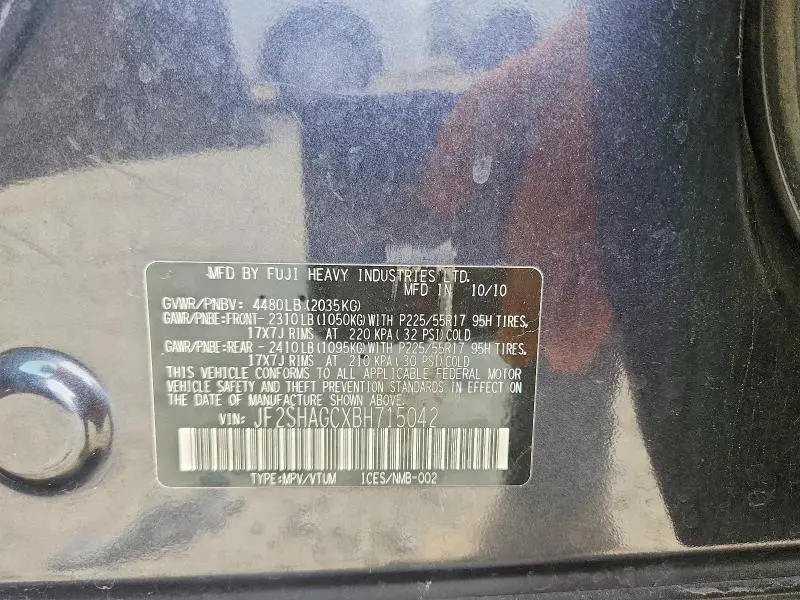 MFD BY FUJI HEAVY INDUSTRIES LTD.
MFD IN 10/10
GVWR/PNBV: 4480LB(2035KG)
GAWR/PNBE:FRONT-2310LB(1050KG)WITH P225/55R17 95H TIRES,
17X7J RIMS AT 220 KPA(32 PSI)COLD
GAWR/PNBE:REAR -2410LB(1095KG)WITH P225/55R17 95H TIRES,
17X7J RIMS AT 210 KPA(30 PSI)COLD
THIS VEHICLE CONFORMS TO ALL APPLICABLE FEDERAL MOTOR
VEHICLE SAFETY AND THEFT PREVENTION STANDARDS IN EFFECT ON
THE DATE OF MANUFACTURE SHOWN ABOVE.
VIN: JF2SHAGCXBH715042
TYPE:MPV/VTUM ICES/NMB-002